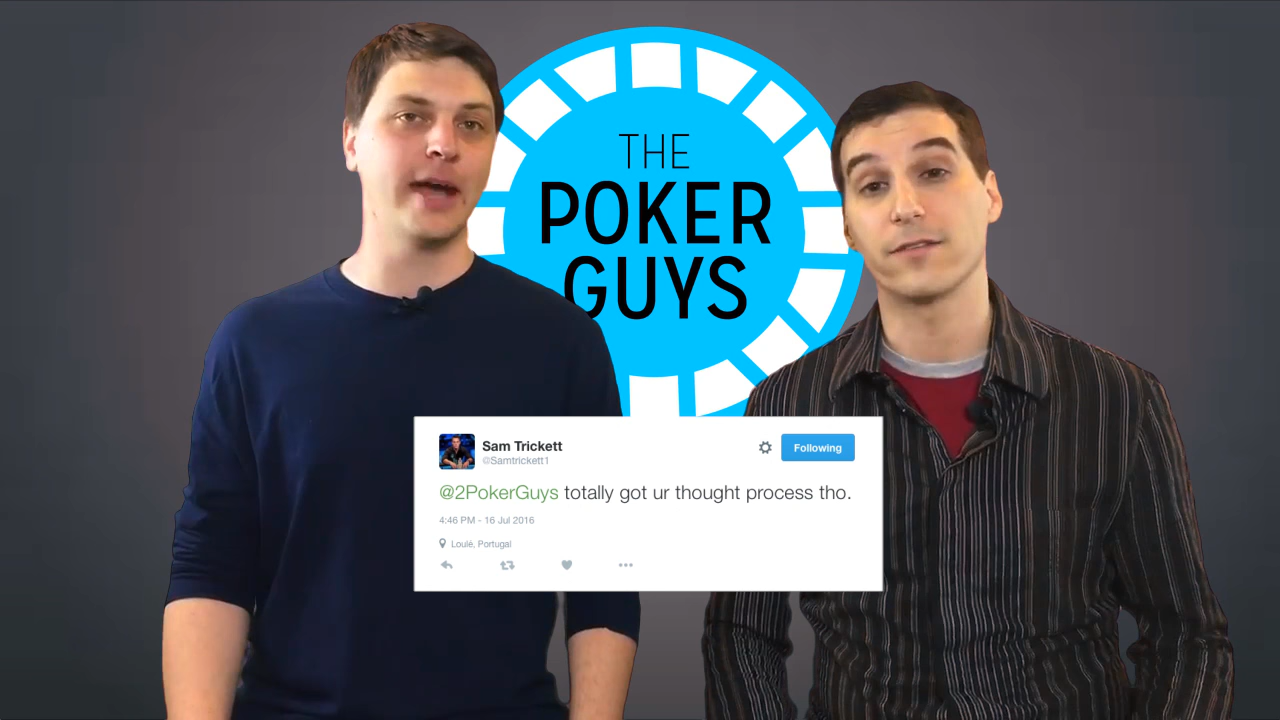 THE
POKER
GUYS
Sam Trickett
@Samtrickett1
Following
@2PokerGuys totally got ur thought process tho.
4:46 PM - 16 Jul 2016
Loulé, Portugal